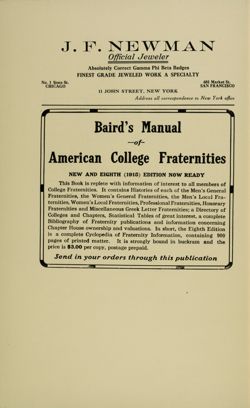 J. F. NEWMAN
Official Jeweler
Absolutely Correct Gamma Phi Beta Badges
FINEST GRADE JEWELED WORK A SPECIALTY
No. 1 State St.
CHICAGO
11 JOHN STREET, NEW YORK
SAN FRANCISCO
Address all correspondence to New York office
Baird's Manual
—of—
American College Fraternities
NEW AND EIGHTH (1915) EDITION NOW READY
This Book is replete with information of interest to all members of
College Fraternities. It contains Histories of each of the Men's General
Fraternities, the Women's General Fraternities, the Men's Local Fra-
ternities, Women's Local Fraternities, Professional Fraternities, Honorary
Fraternities and Miscellaneous Greek Letter Fraternities; a Directory of
Colleges and Chapters, Statistical Tables of great interest, a complete
Bibliography of Fraternity publications and information concerning
Chapter House ownership and valuations. In short, the Eighth Edition
is a complete Cyclopedia of Fraternity Information, containing 900
pages of printed matter. It is strongly bound in buckram and the
price is $3.00 per copy, postage prepaid.
Send in your orders through this publication